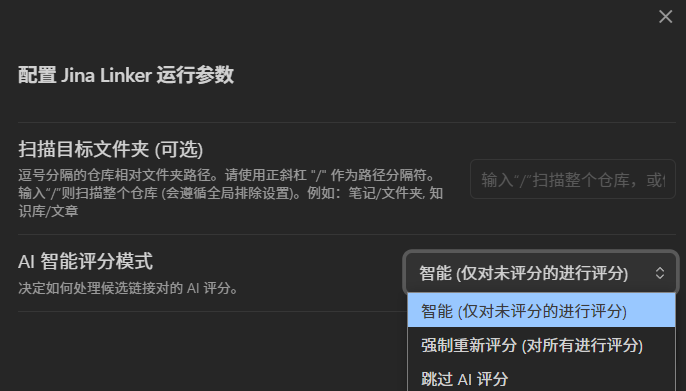 配置 Jina Linker 运行参数
扫描目标文件夹 (可选)
逗号分隔的仓库相对文件夹路径。请使用正斜杠 "/" 作为路径分隔符。
输入“/”则扫描整个仓库 (会遵循全局排除设置)。例如：笔记/文件夹, 知
识库/文章
输入“/”扫描整个仓库，或
AI 智能评分模式
决定如何处理候选链接对的 AI 评分。
智能 (仅对未评分的进行评分)
智能 (仅对未评分的进行评分)
强制重新评分 (对所有进行评分)
跳过 AI 评分